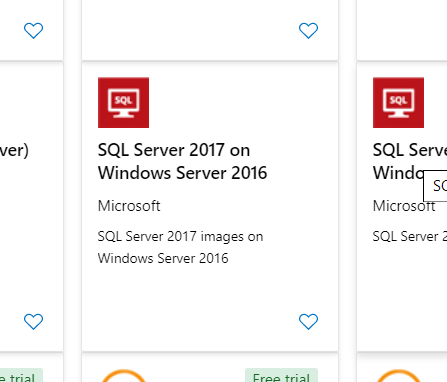 SQL
SQL
ver)
SQL Server 2017 on
Windows Server 2016
SQL Serve
Windo
SQ
Microsoft
Microsoft
SQL Server 2017 images on
Windows Server 2016
SQL Server 2
e trial
Free trial